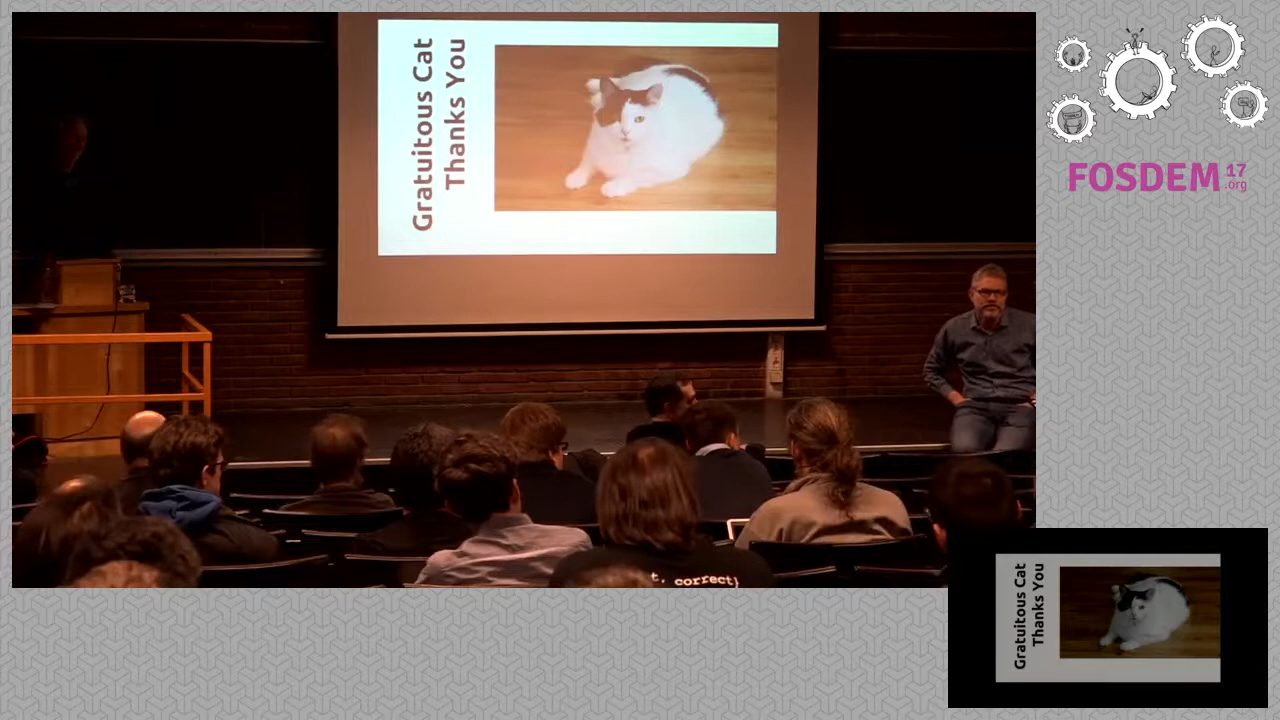 Gratuitous Cat
Thanks You
FOSDEM 17
.org
t. correct}
Gratuitous Cat
Thanks You